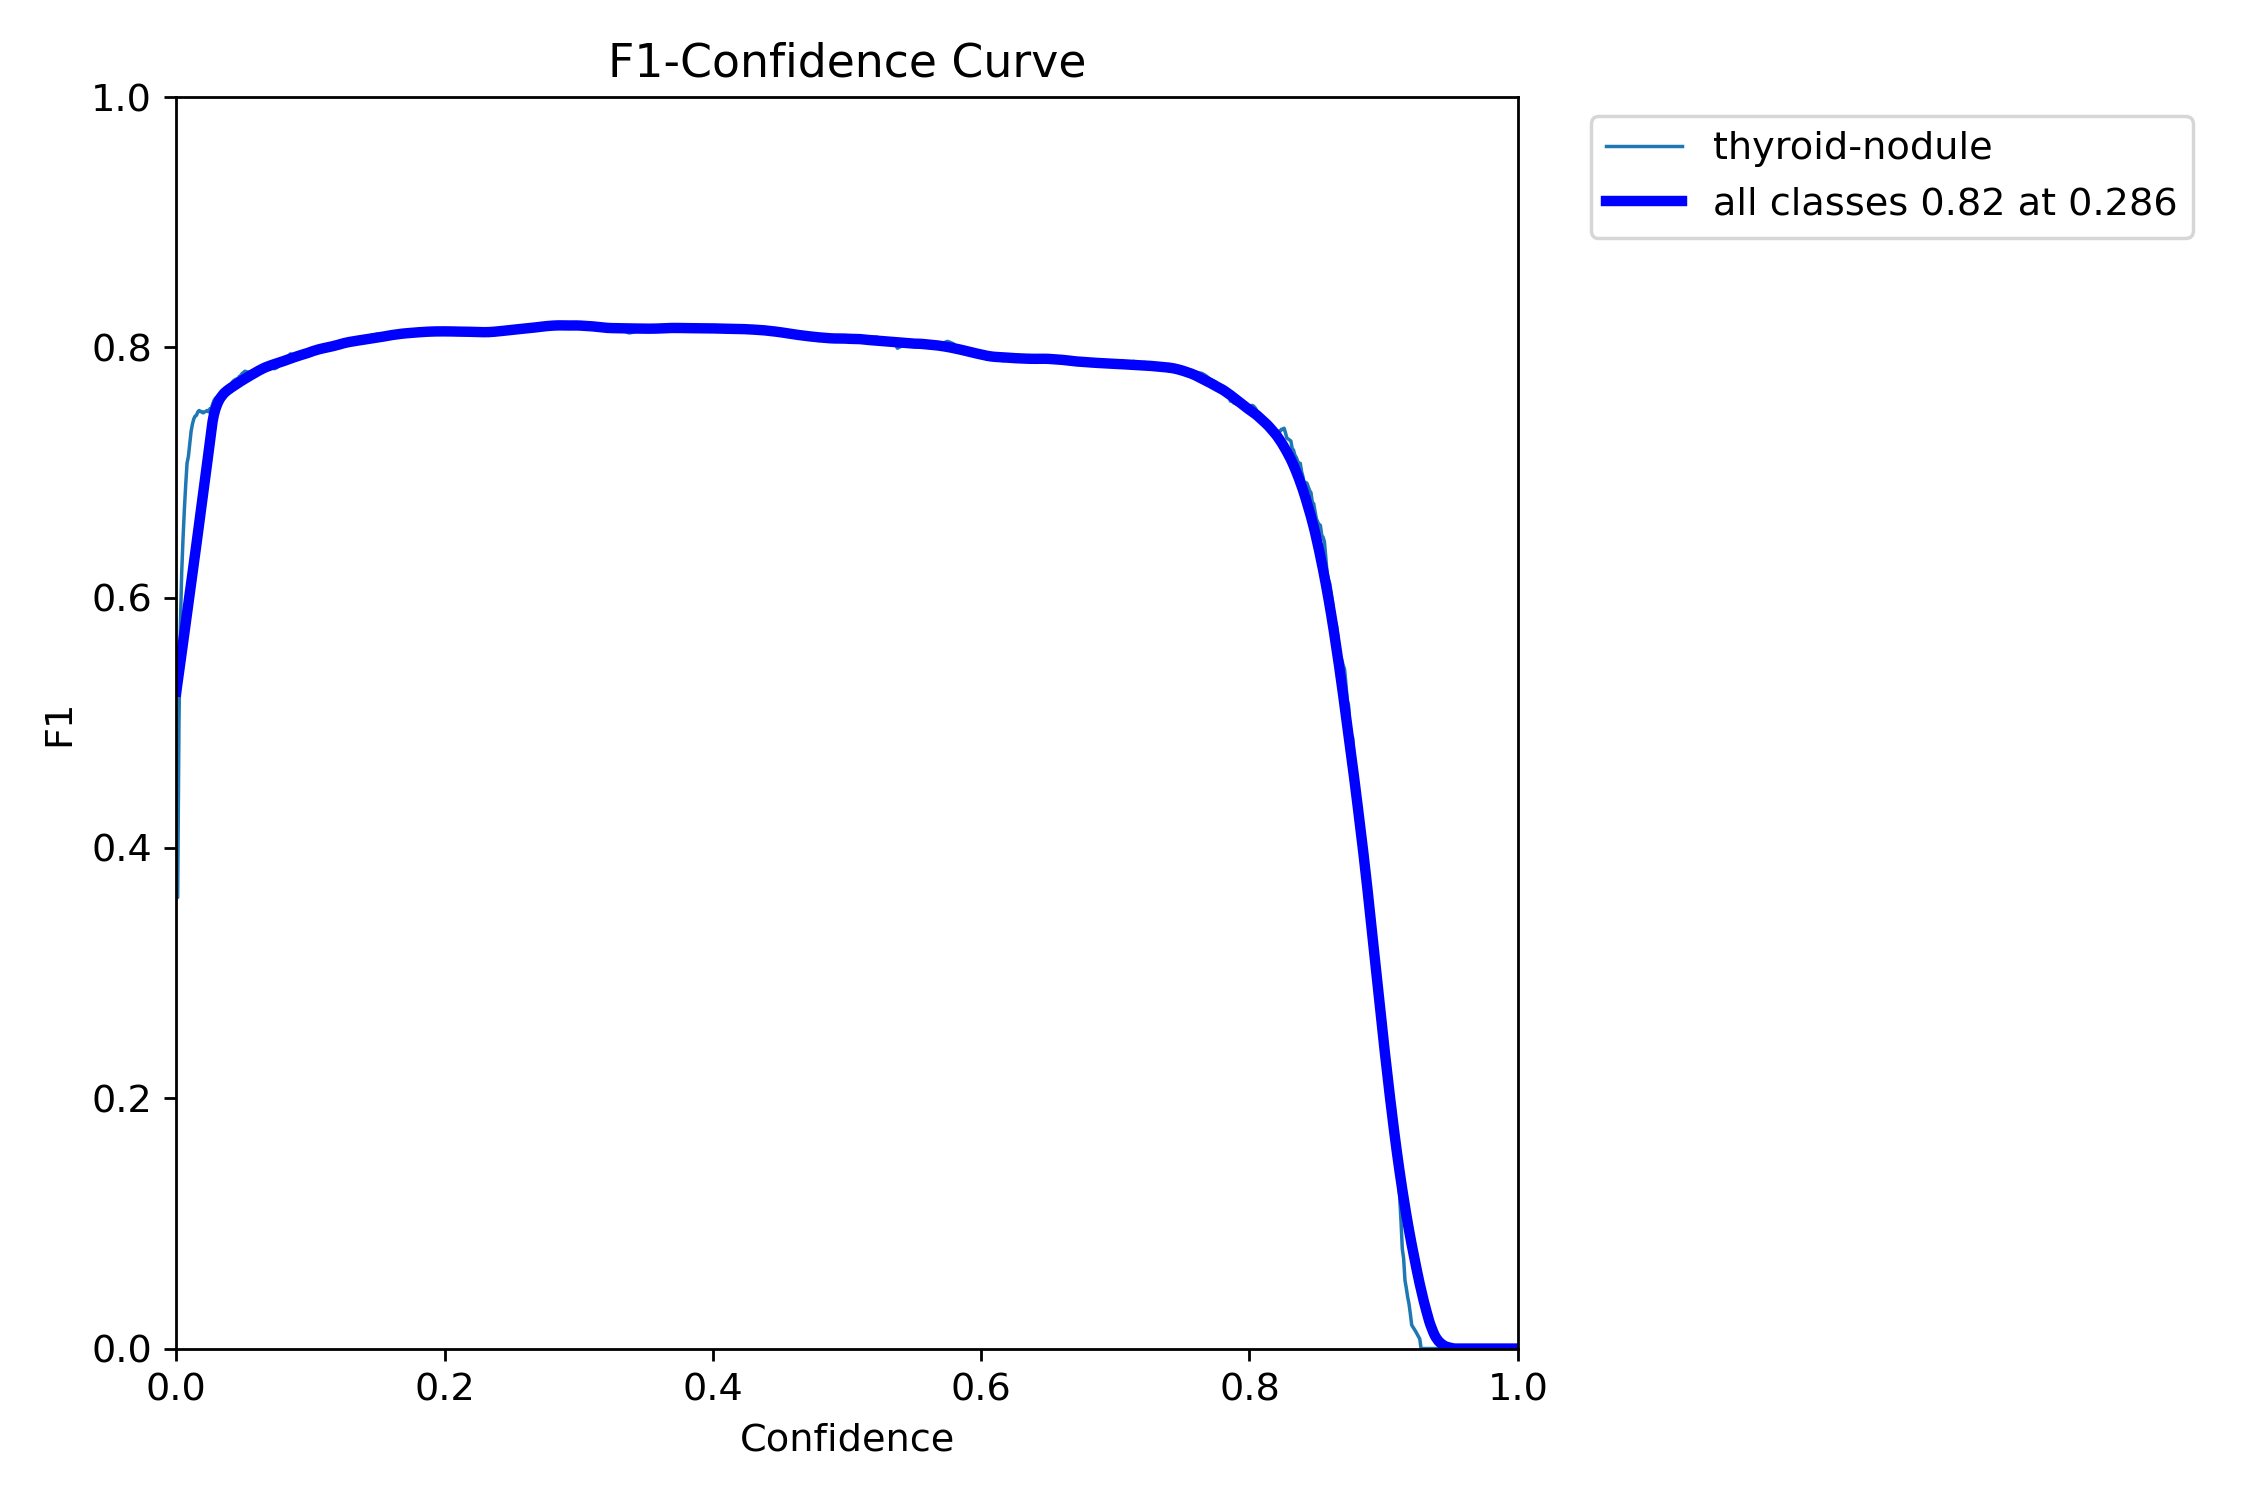 F1-Confidence Curve
thyroid-nodule
all classes 0.82 at 0.286
1.0
0.8
0.6
0.4
0.2
0.0
F1
0.0 0.2 0.4 0.6 0.8 1.0
Confidence